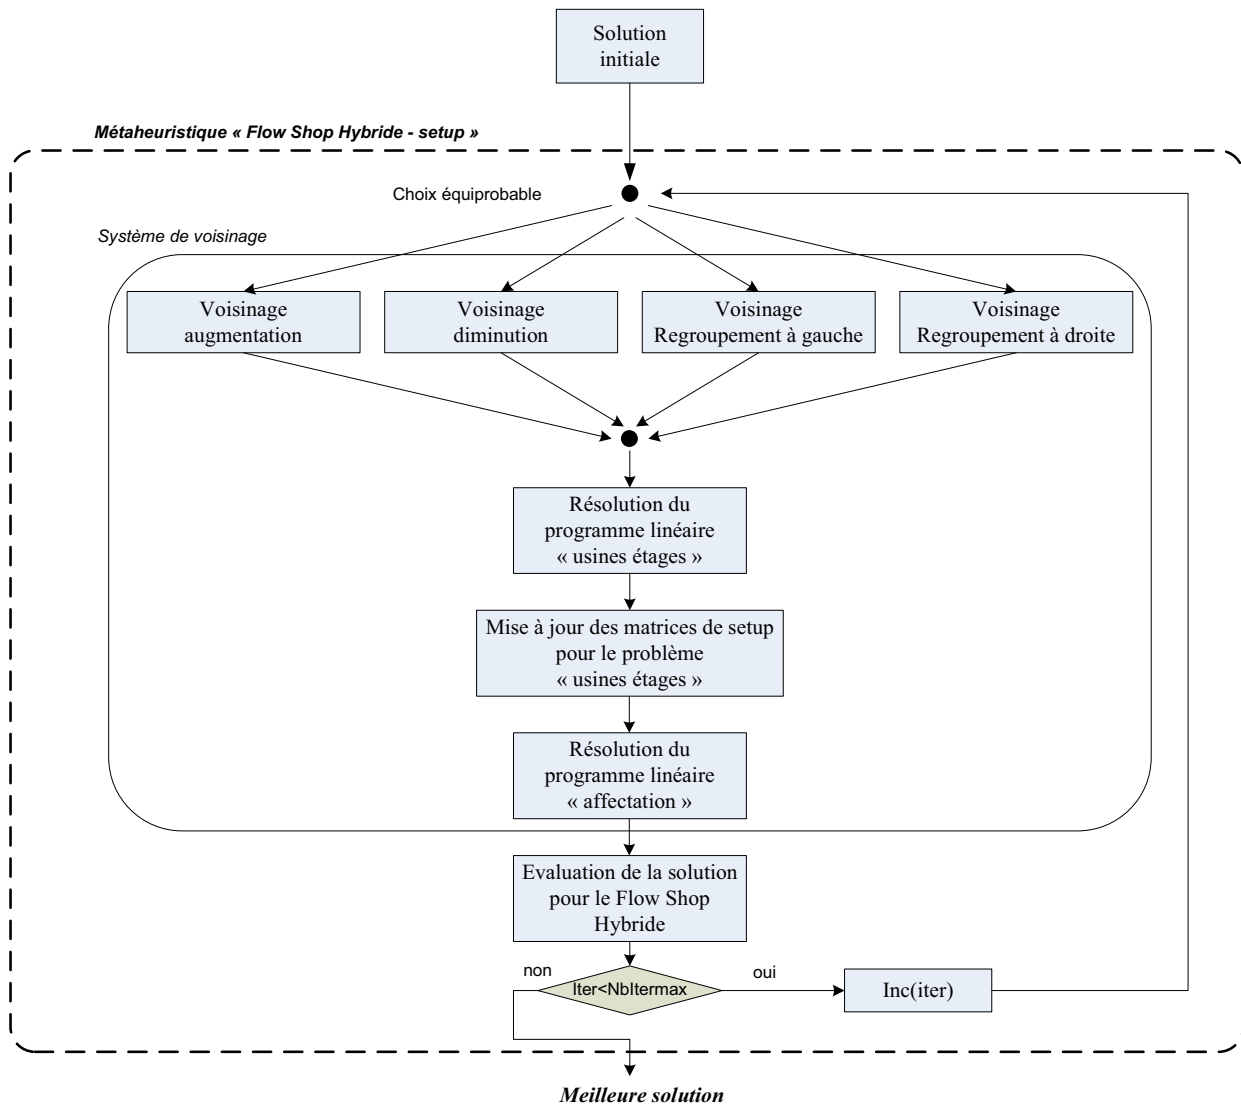 Solution
initiale
Métaheuristique « Flow Shop Hybride - setup »
Choix équiprobable
Système de voisinage
Voisinage
augmentation
Voisinage
diminution
Voisinage
Regroupement à gauche
Voisinage
Regroupement à droite
Résolution du
programme linéaire
« usines étages »
Mise à jour des matrices de setup
pour le problème
« usines étages »
Résolution du
programme linéaire
« affectation »
Evaluation de la solution
pour le Flow Shop
Hybride
non
Iter<NbItermax
oui
Inc(iter)
Meilleure solution